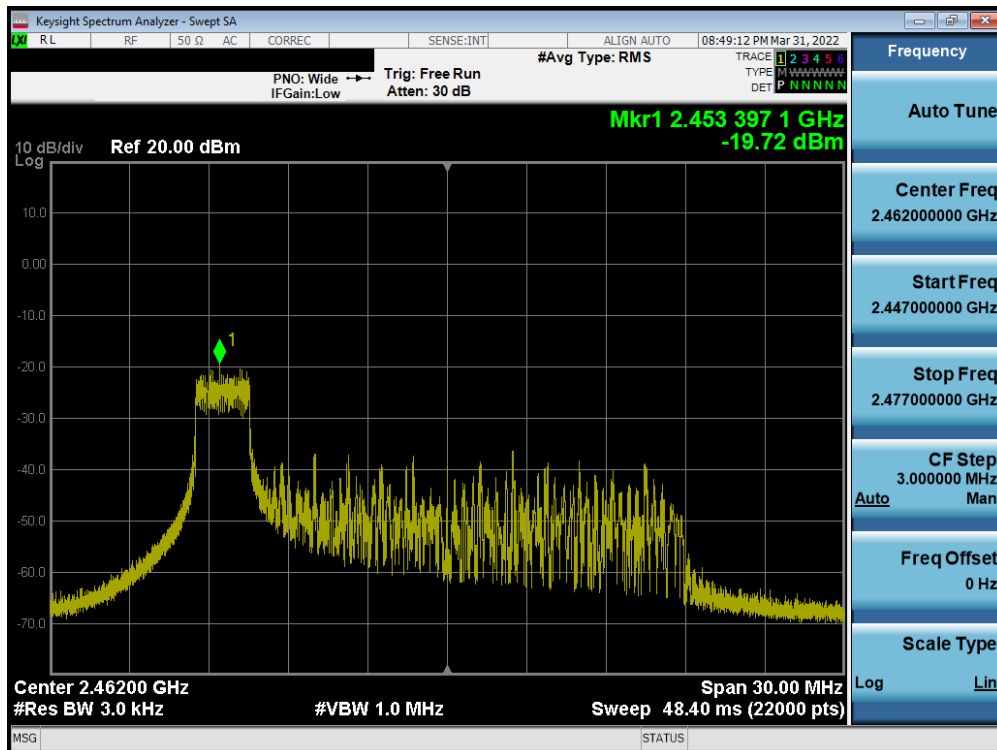 Keysight Spectrum Analyzer - Swept SA
LXI RL RF 50 Ω AC CORREC SENSE:INT ALIGN AUTO 08:49:12 PM Mar 31, 2022
Frequency
PNO: Wide Trig: Free Run #Avg Type: RMS TRACE 1 2 3 4 5 6
TYPE M WWWWW
IFGain:Low Atten: 30 dB DET P N N N N N
Auto Tune
Mkr1 2.453 397 1 GHz
-19.72 dBm
10 dB/div Ref 20.00 dBm
Log
10.0
0.00
-10.0
1
-20.0
-30.0
-40.0
-50.0
-60.0
-70.0
Center Freq
2.462000000 GHz
Start Freq
2.447000000 GHz
Stop Freq
2.477000000 GHz
CF Step
3.000000 MHz
Auto Man
Freq Offset
0 Hz
Scale Type
Log Lin
Center 2.46200 GHz Span 30.00 MHz
#Res BW 3.0 kHz #VBW 1.0 MHz Sweep 48.40 ms (22000 pts)
MSG STATUS